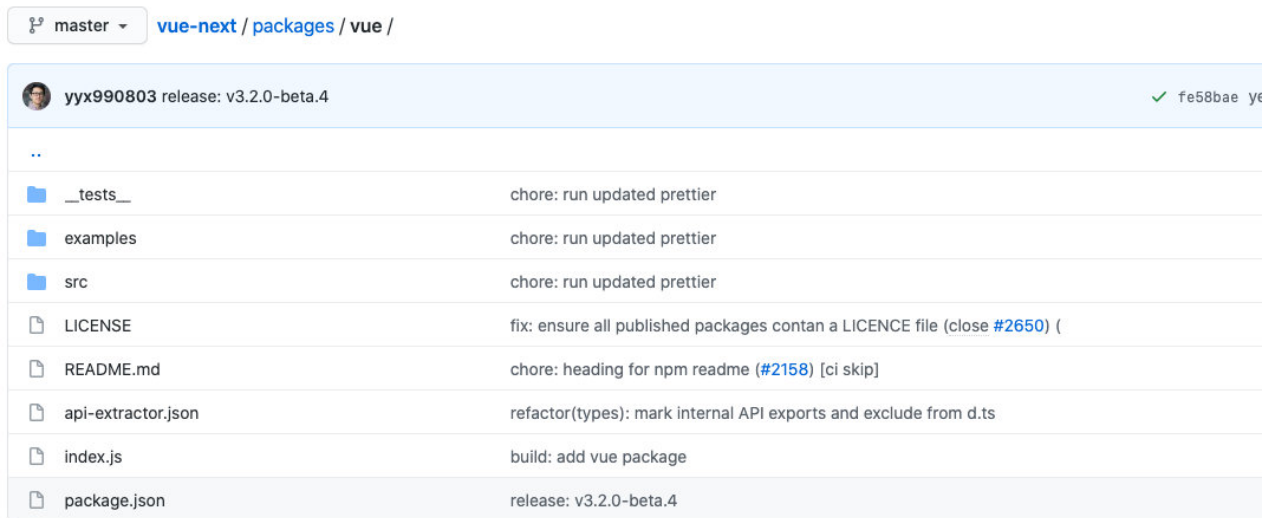 master vue-next / packages / vue /
yyx990803 release: v3.2.0-beta.4 fe58bae
..
__tests__ chore: run updated prettier
examples chore: run updated prettier
src chore: run updated prettier
LICENSE fix: ensure all published packages contan a LICENCE file (close #2650) (
README.md chore: heading for npm readme (#2158) [ci skip]
api-extractor.json refactor(types): mark internal API exports and exclude from d.ts
index.js build: add vue package
package.json release: v3.2.0-beta.4